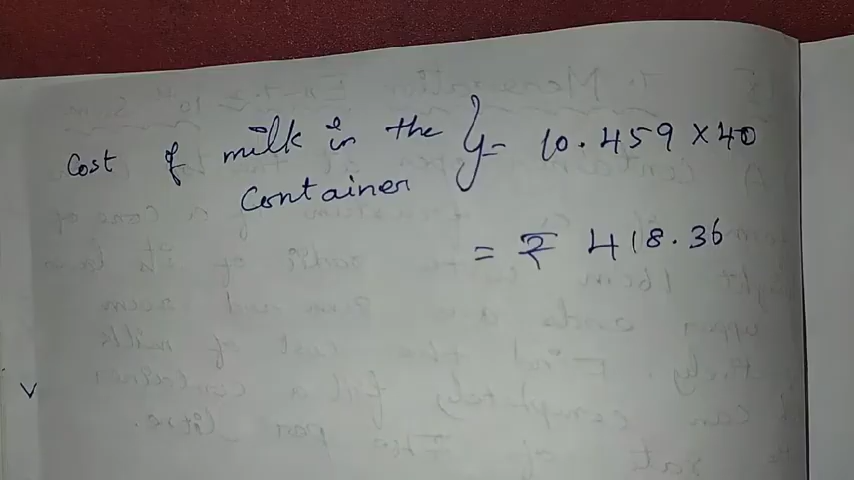 Cost of milk in the } = 10.459 × 40
Container
= ₹ 418.36